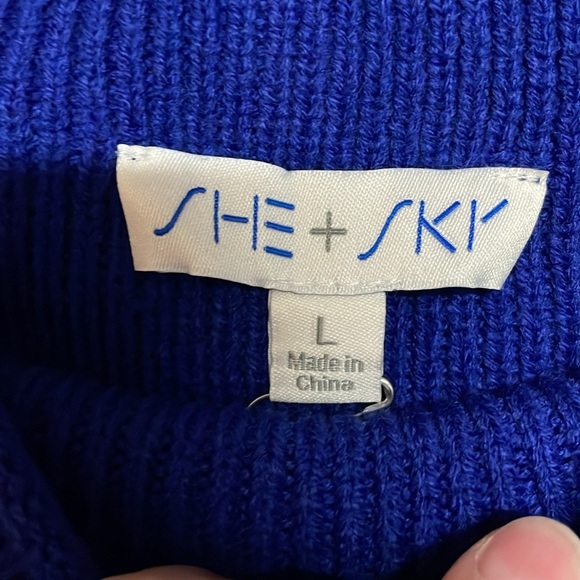 SHE + SKY
L
Made in
China